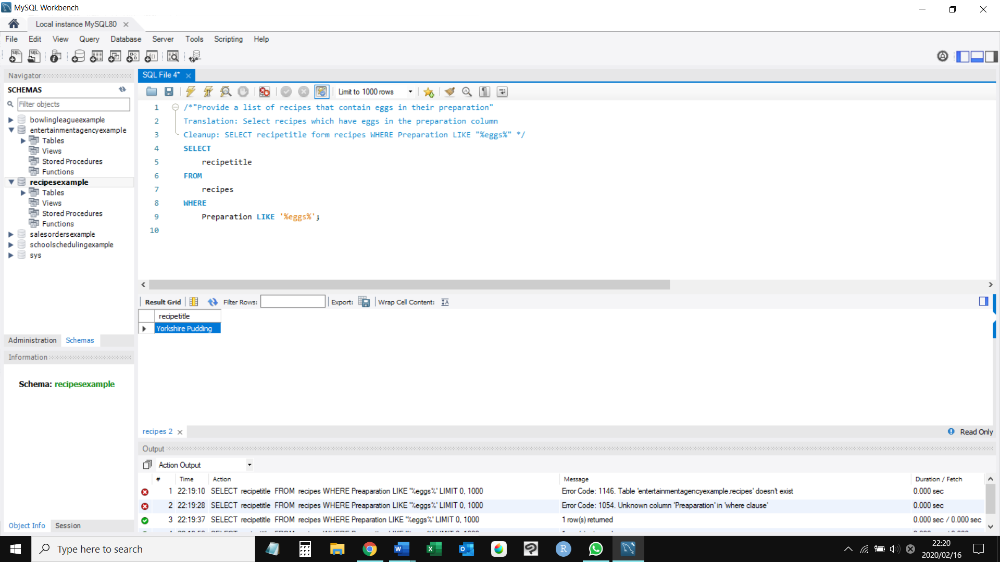 MySQL Workbench
Local instance MySQL80
File Edit View Query Database Server Tools Scripting Help
Navigator
SCHEMAS
Filter objects
bowlingleagueexample
entertainmentagencyexample
Tables
Views
Stored Procedures
Functions
recipesexample
Tables
Views
Stored Procedures
Functions
salesordersexample
schoolschedulingexample
sys
Administration Schemas
Information
Schema: recipesexample
Object Info Session
SQL File 4*
Limit to 1000 rows
1 /*"Provide a list of recipes that contain eggs in their preparation"
2 Translation: Select recipes which have eggs in the preparation column
3 Cleanup: SELECT recipetitle form recipes WHERE Preparation LIKE "%eggs%" */
4 SELECT
5 recipetitle
6 FROM
7 recipes
8 WHERE
9 Preparation LIKE '%eggs%';
10
Result Grid Filter Rows: Export: Wrap Cell Content:
recipetitle
Yorkshire Pudding
recipes 2 Read Only
Output
Action Output
# Time Action Message Duration / Fetch
1 22:19:10 SELECT recipetitle FROM recipes WHERE Preaparation LIKE '%eggs%' LIMIT 0, 1000 Error Code: 1146. Table 'entertainmentagencyexample.recipes' doesn't exist 0.000 sec
2 22:19:28 SELECT recipetitle FROM recipes WHERE Preaparation LIKE '%eggs%' LIMIT 0, 1000 Error Code: 1054. Unknown column 'Preaparation' in 'where clause' 0.000 sec
3 22:19:37 SELECT recipetitle FROM recipes WHERE Preparation LIKE '%eggs%' LIMIT 0, 1000 1 row(s) returned 0.000 sec / 0.000 sec
Type here to search
22:20
2020/02/16